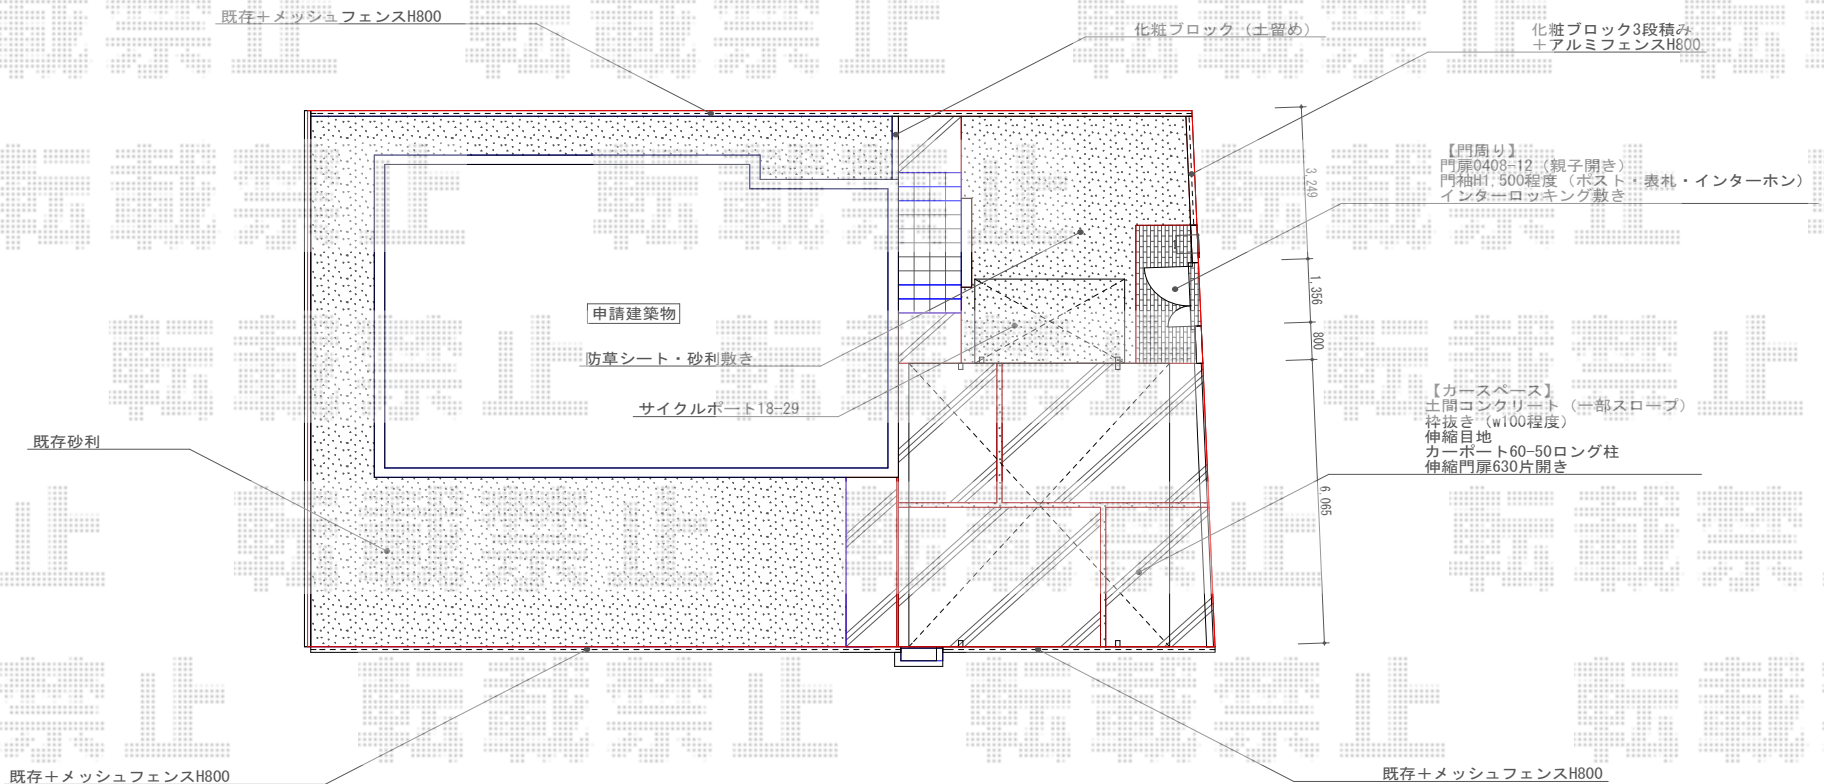 既存＋メッシュフェンスH800
化粧ブロック（土留め）
化粧ブロック3段積み
＋アルミフェンスH800
【門周り】
門扉0408-12（親子開き）
門袖H1,500程度（ポスト・表札・インターホン）
インターロッキング敷き
3,249
1,356
800
6,065
申請建築物
防草シート・砂利敷き
サイクルポート18-29
【カースペース】
土間コンクリート（一部スロープ）
枠抜き（w100程度）
伸縮目地
カーポート60-50ロング柱
伸縮門扉630片開き
既存砂利
既存＋メッシュフェンスH800
既存＋メッシュフェンスH800
転載禁止